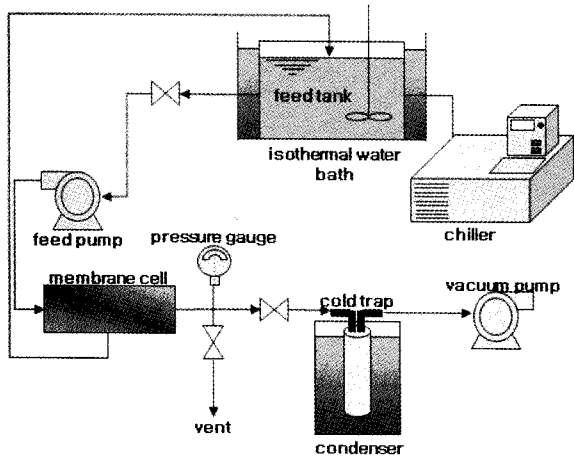 feed tank
isothermal water
bath
chiller
feed pump
pressure gauge
membrane cell
cold trap
vacuum pump
vent
condenser